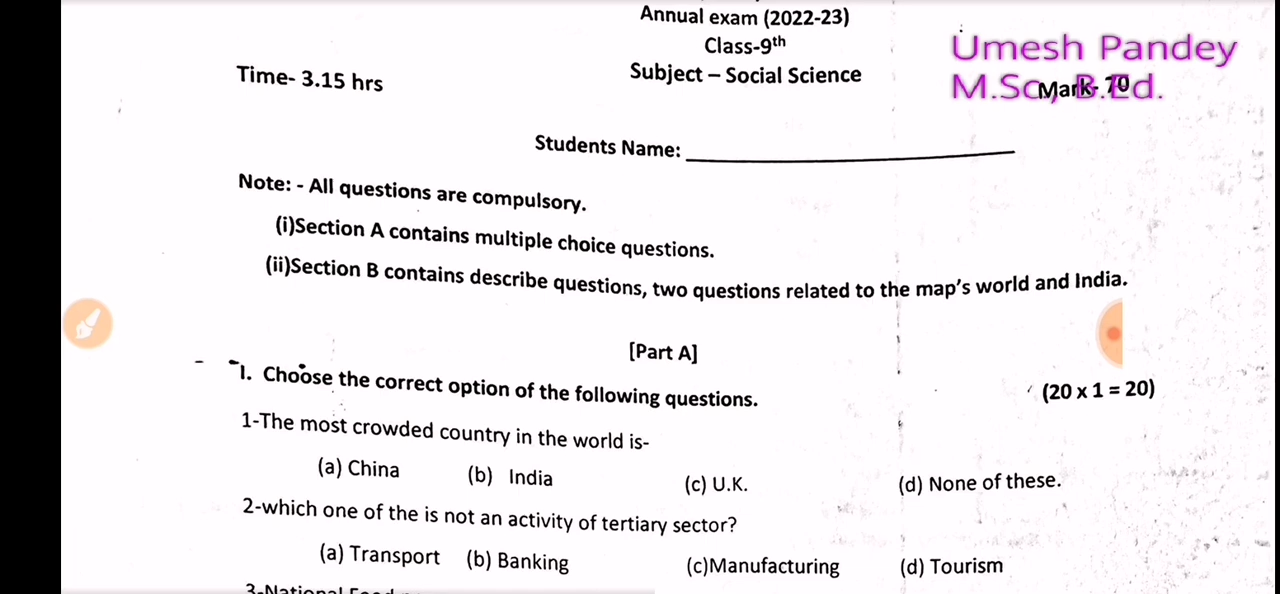 Annual exam (2022-23)
Class-9th
Subject – Social Science
Umesh Pandey
M.Sc, B.Ed.
Time- 3.15 hrs
Mark- 70
Students Name:
Note: - All questions are compulsory.
(i)Section A contains multiple choice questions.
(ii)Section B contains describe questions, two questions related to the map's world and India.
[Part A]
I. Choose the correct option of the following questions. (20 x 1 = 20)
1-The most crowded country in the world is-
(a) China (b) India (c) U.K. (d) None of these.
2-which one of the is not an activity of tertiary sector?
(a) Transport (b) Banking (c)Manufacturing (d) Tourism
3-National